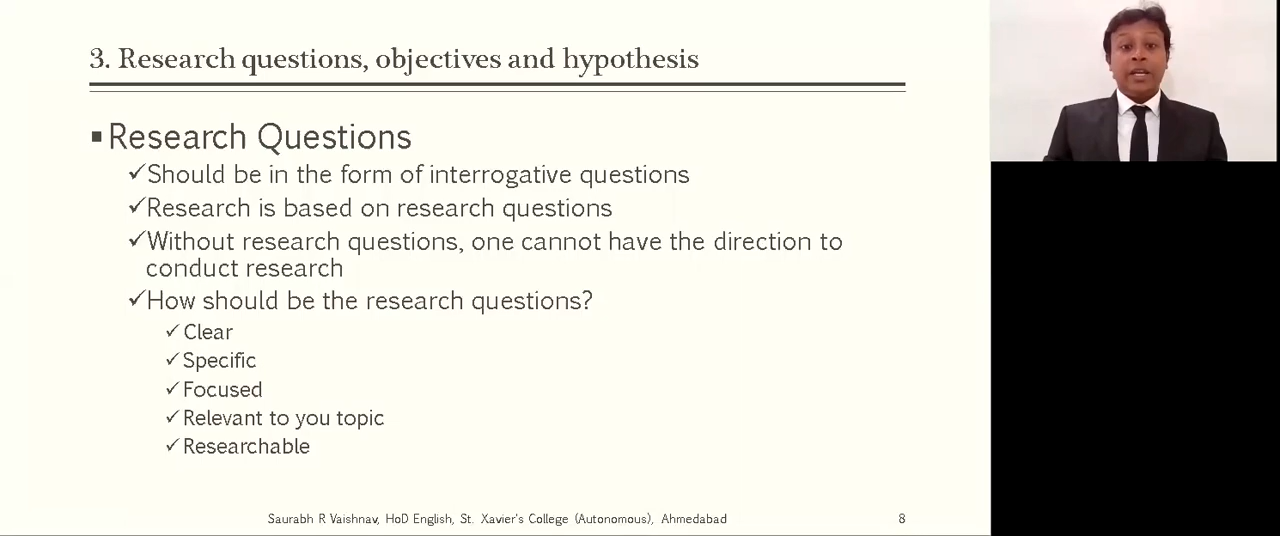 3. Research questions, objectives and hypothesis
▪Research Questions
✓Should be in the form of interrogative questions
✓Research is based on research questions
✓Without research questions, one cannot have the direction to
conduct research
✓How should be the research questions?
✓Clear
✓Specific
✓Focused
✓Relevant to you topic
✓Researchable
Saurabh R Vaishnav, HoD English, St. Xavier's College (Autonomous), Ahmedabad 8